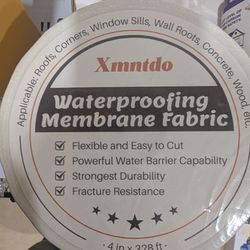 Applicable: Roofs, Corners, Window Sills, Wall Roots, Concrete, Wood etc.
Xmntdo
Waterproofing
Membrane Fabric
Flexible and Easy to Cut
Powerful Water Barrier Capability
Strongest Durability
Fracture Resistance
4 in x 328 ft